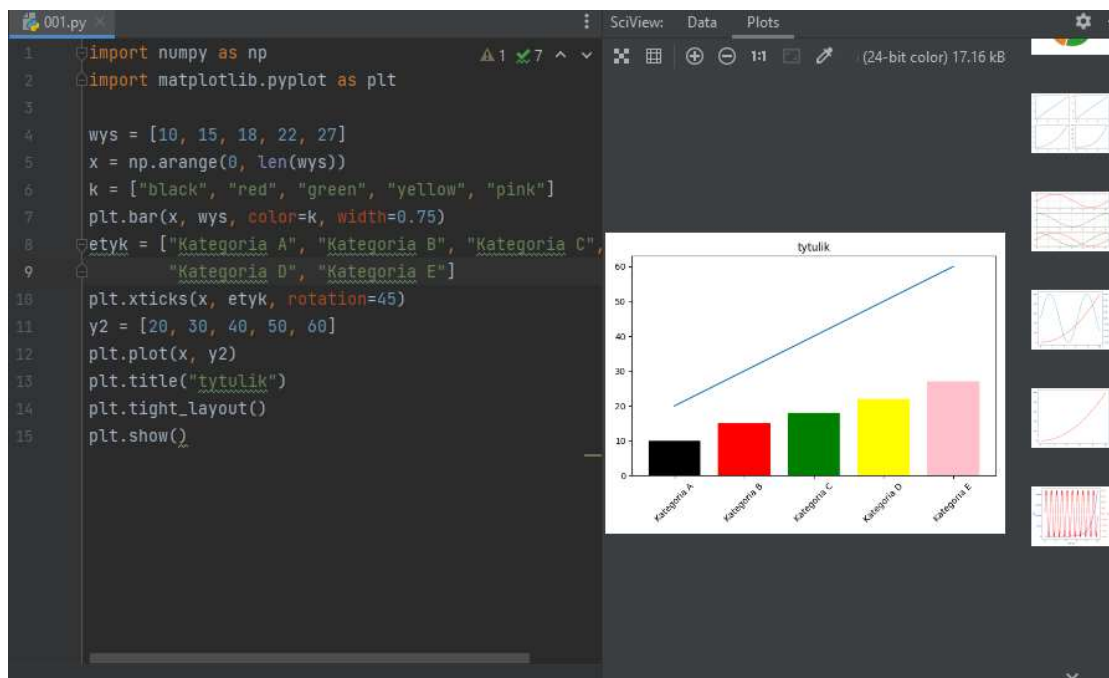 001.py
1 import numpy as np
2 import matplotlib.pyplot as plt
3
4 wys = [10, 15, 18, 22, 27]
5 x = np.arange(0, len(wys))
6 k = ["black", "red", "green", "yellow", "pink"]
7 plt.bar(x, wys, color=k, width=0.75)
8 etyk = ["Kategoria A", "Kategoria B", "Kategoria C",
9 "Kategoria D", "Kategoria E"]
10 plt.xticks(x, etyk, rotation=45)
11 y2 = [20, 30, 40, 50, 60]
12 plt.plot(x, y2)
13 plt.title("tytulik")
14 plt.tight_layout()
15 plt.show()
1 7
SciView: Data Plots
1:1 (24-bit color) 17.16 kB
tytulik
60
50
40
30
20
10
0
Kategoria A Kategoria B Kategoria C Kategoria D Kategoria E